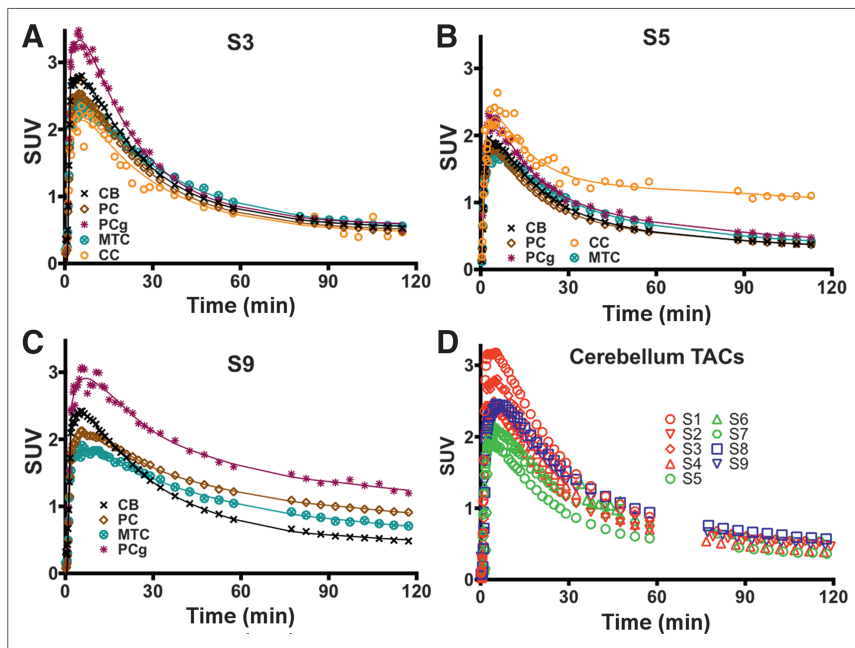 A
S3
SUV
3
2
1
0
CB
PC
PCg
MTC
CC
0 30 60 90 120
Time (min)
B
S5
SUV
3
2
1
0
CB
PC CC
PCg MTC
0 30 60 90 120
Time (min)
C
S9
SUV
3
2
1
0
CB
PC
MTC
PCg
0 30 60 90 120
Time (min)
D
Cerebellum TACs
SUV
3
2
1
0
S1 S6
S2 S7
S3 S8
S4 S9
S5
0 30 60 90 120
Time (min)